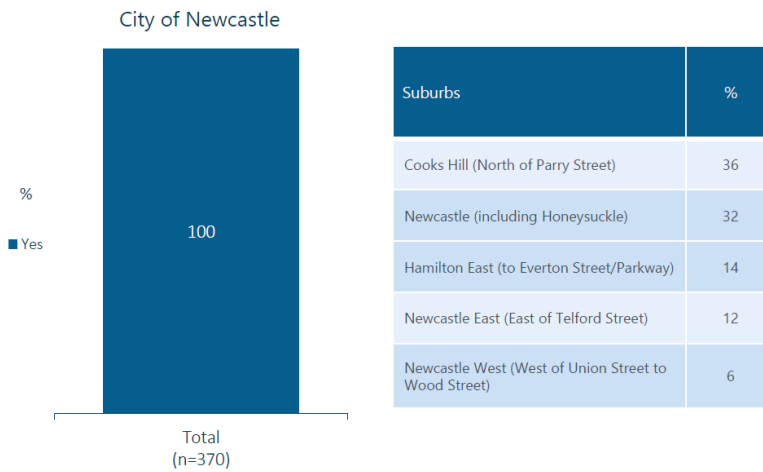 City of Newcastle
%
Yes
100
Total
(n=370)
Suburbs %
Cooks Hill (North of Parry Street) 36
Newcastle (including Honeysuckle) 32
Hamilton East (to Everton Street/Parkway) 14
Newcastle East (East of Telford Street) 12
Newcastle West (West of Union Street to
Wood Street) 6